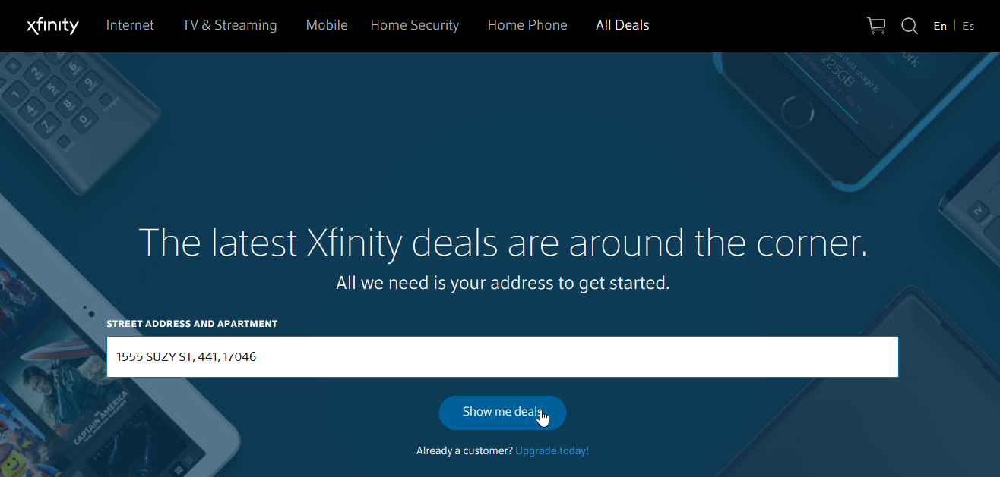 xfinity Internet TV & Streaming Mobile Home Security Home Phone All Deals En | Es
225GB
The latest Xfinity deals are around the corner.
All we need is your address to get started.
STREET ADDRESS AND APARTMENT
1555 SUZY ST, 441, 17046
Show me deals
Already a customer? Upgrade today!
CAPTAIN AMERICA